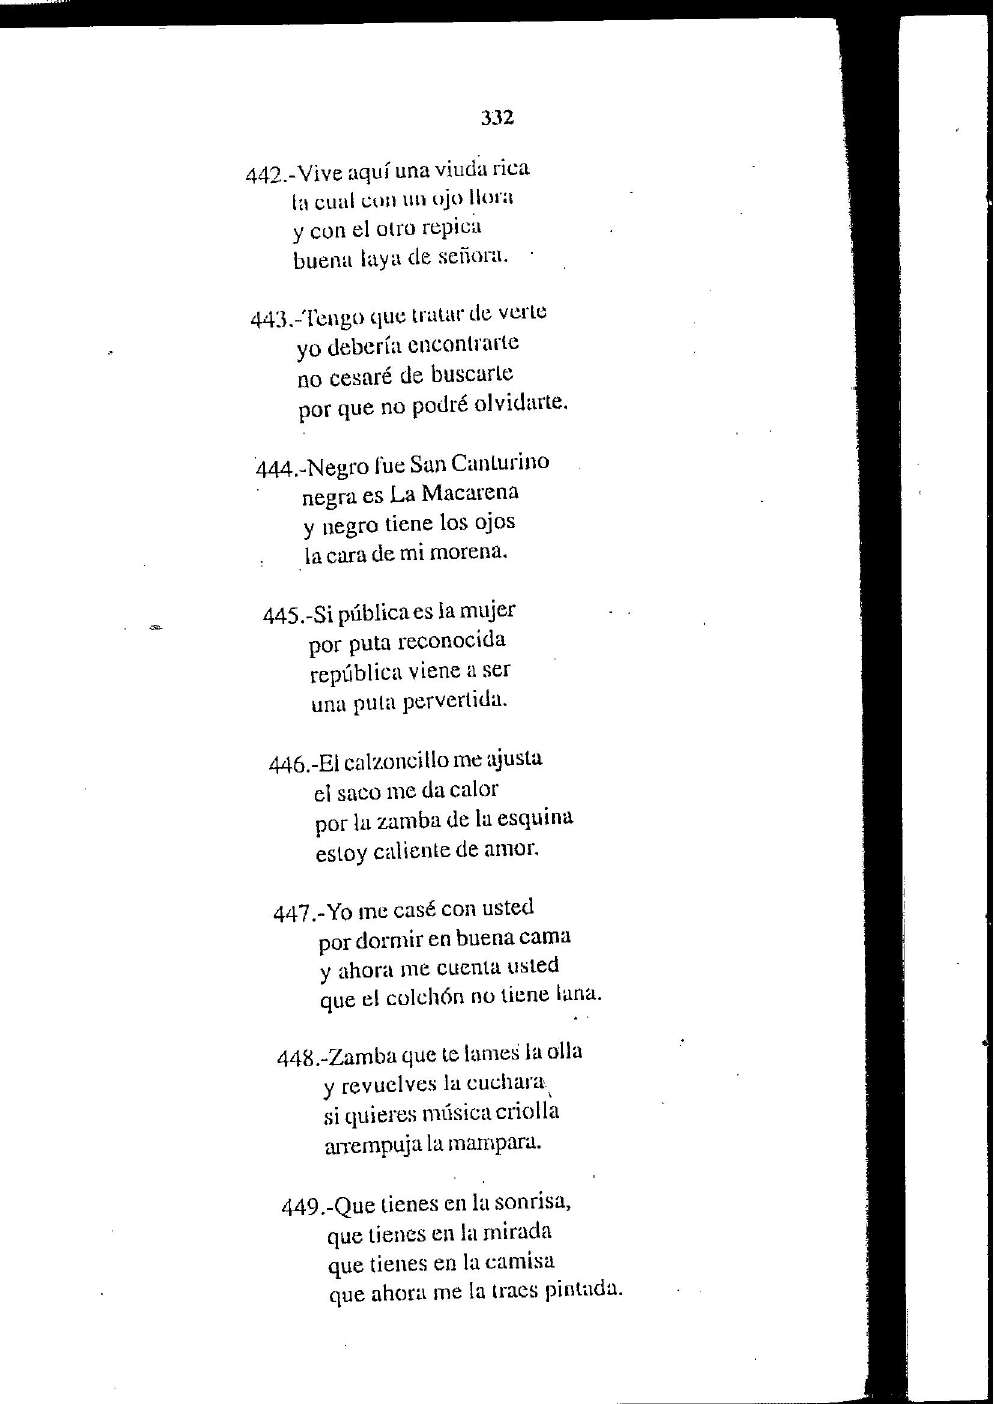 332
442.-Vive aquí una viuda rica
la cual con un ojo llora
y con el otro repica
buena laya de señora.
443.-Tengo que tratar de verte
yo debería encontrarte
no cesaré de buscarte
por que no podré olvidarte.
444.-Negro fue San Canturino
negra es La Macarena
y negro tiene los ojos
la cara de mi morena.
445.-Si pública es la mujer
por puta reconocida
república viene a ser
una puta pervertida.
446.-El calzoncillo me ajusta
el saco me da calor
por la zamba de la esquina
estoy caliente de amor.
447.-Yo me casé con usted
por dormir en buena cama
y ahora me cuenta usted
que el colchón no tiene lana.
448.-Zamba que te lames la olla
y revuelves la cuchara
si quieres música criolla
arrempuja la mampara.
449.-Que tienes en la sonrisa,
que tienes en la mirada
que tienes en la camisa
que ahora me la traes pintada.